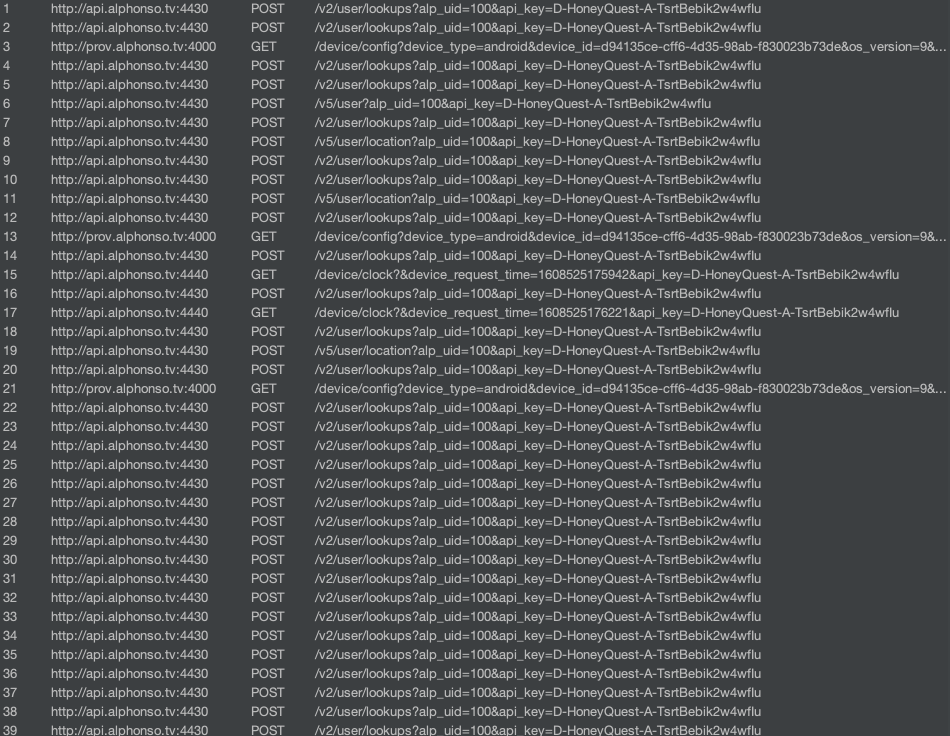 1 http://api.alphonso.tv:4430 POST /v2/user/lookups?alp_uid=100&api_key=D-HoneyQuest-A-TsrtBebik2w4wflu
2 http://api.alphonso.tv:4430 POST /v2/user/lookups?alp_uid=100&api_key=D-HoneyQuest-A-TsrtBebik2w4wflu
3 http://prov.alphonso.tv:4000 GET /device/config?device_type=android&device_id=d94135ce-cff6-4d35-98ab-f830023b73de&os_version=9&...
4 http://api.alphonso.tv:4430 POST /v2/user/lookups?alp_uid=100&api_key=D-HoneyQuest-A-TsrtBebik2w4wflu
5 http://api.alphonso.tv:4430 POST /v2/user/lookups?alp_uid=100&api_key=D-HoneyQuest-A-TsrtBebik2w4wflu
6 http://api.alphonso.tv:4430 POST /v5/user?alp_uid=100&api_key=D-HoneyQuest-A-TsrtBebik2w4wflu
7 http://api.alphonso.tv:4430 POST /v2/user/lookups?alp_uid=100&api_key=D-HoneyQuest-A-TsrtBebik2w4wflu
8 http://api.alphonso.tv:4430 POST /v5/user/location?alp_uid=100&api_key=D-HoneyQuest-A-TsrtBebik2w4wflu
9 http://api.alphonso.tv:4430 POST /v2/user/lookups?alp_uid=100&api_key=D-HoneyQuest-A-TsrtBebik2w4wflu
10 http://api.alphonso.tv:4430 POST /v2/user/lookups?alp_uid=100&api_key=D-HoneyQuest-A-TsrtBebik2w4wflu
11 http://api.alphonso.tv:4430 POST /v5/user/location?alp_uid=100&api_key=D-HoneyQuest-A-TsrtBebik2w4wflu
12 http://api.alphonso.tv:4430 POST /v2/user/lookups?alp_uid=100&api_key=D-HoneyQuest-A-TsrtBebik2w4wflu
13 http://prov.alphonso.tv:4000 GET /device/config?device_type=android&device_id=d94135ce-cff6-4d35-98ab-f830023b73de&os_version=9&...
14 http://api.alphonso.tv:4430 POST /v2/user/lookups?alp_uid=100&api_key=D-HoneyQuest-A-TsrtBebik2w4wflu
15 http://api.alphonso.tv:4440 GET /device/clock?&device_request_time=1608525175942&api_key=D-HoneyQuest-A-TsrtBebik2w4wflu
16 http://api.alphonso.tv:4430 POST /v2/user/lookups?alp_uid=100&api_key=D-HoneyQuest-A-TsrtBebik2w4wflu
17 http://api.alphonso.tv:4440 GET /device/clock?&device_request_time=1608525176221&api_key=D-HoneyQuest-A-TsrtBebik2w4wflu
18 http://api.alphonso.tv:4430 POST /v2/user/lookups?alp_uid=100&api_key=D-HoneyQuest-A-TsrtBebik2w4wflu
19 http://api.alphonso.tv:4430 POST /v5/user/location?alp_uid=100&api_key=D-HoneyQuest-A-TsrtBebik2w4wflu
20 http://api.alphonso.tv:4430 POST /v2/user/lookups?alp_uid=100&api_key=D-HoneyQuest-A-TsrtBebik2w4wflu
21 http://prov.alphonso.tv:4000 GET /device/config?device_type=android&device_id=d94135ce-cff6-4d35-98ab-f830023b73de&os_version=9&...
22 http://api.alphonso.tv:4430 POST /v2/user/lookups?alp_uid=100&api_key=D-HoneyQuest-A-TsrtBebik2w4wflu
23 http://api.alphonso.tv:4430 POST /v2/user/lookups?alp_uid=100&api_key=D-HoneyQuest-A-TsrtBebik2w4wflu
24 http://api.alphonso.tv:4430 POST /v2/user/lookups?alp_uid=100&api_key=D-HoneyQuest-A-TsrtBebik2w4wflu
25 http://api.alphonso.tv:4430 POST /v2/user/lookups?alp_uid=100&api_key=D-HoneyQuest-A-TsrtBebik2w4wflu
26 http://api.alphonso.tv:4430 POST /v2/user/lookups?alp_uid=100&api_key=D-HoneyQuest-A-TsrtBebik2w4wflu
27 http://api.alphonso.tv:4430 POST /v2/user/lookups?alp_uid=100&api_key=D-HoneyQuest-A-TsrtBebik2w4wflu
28 http://api.alphonso.tv:4430 POST /v2/user/lookups?alp_uid=100&api_key=D-HoneyQuest-A-TsrtBebik2w4wflu
29 http://api.alphonso.tv:4430 POST /v2/user/lookups?alp_uid=100&api_key=D-HoneyQuest-A-TsrtBebik2w4wflu
30 http://api.alphonso.tv:4430 POST /v2/user/lookups?alp_uid=100&api_key=D-HoneyQuest-A-TsrtBebik2w4wflu
31 http://api.alphonso.tv:4430 POST /v2/user/lookups?alp_uid=100&api_key=D-HoneyQuest-A-TsrtBebik2w4wflu
32 http://api.alphonso.tv:4430 POST /v2/user/lookups?alp_uid=100&api_key=D-HoneyQuest-A-TsrtBebik2w4wflu
33 http://api.alphonso.tv:4430 POST /v2/user/lookups?alp_uid=100&api_key=D-HoneyQuest-A-TsrtBebik2w4wflu
34 http://api.alphonso.tv:4430 POST /v2/user/lookups?alp_uid=100&api_key=D-HoneyQuest-A-TsrtBebik2w4wflu
35 http://api.alphonso.tv:4430 POST /v2/user/lookups?alp_uid=100&api_key=D-HoneyQuest-A-TsrtBebik2w4wflu
36 http://api.alphonso.tv:4430 POST /v2/user/lookups?alp_uid=100&api_key=D-HoneyQuest-A-TsrtBebik2w4wflu
37 http://api.alphonso.tv:4430 POST /v2/user/lookups?alp_uid=100&api_key=D-HoneyQuest-A-TsrtBebik2w4wflu
38 http://api.alphonso.tv:4430 POST /v2/user/lookups?alp_uid=100&api_key=D-HoneyQuest-A-TsrtBebik2w4wflu
39 http://api.alphonso.tv:4430 POST /v2/user/lookups?alp_uid=100&api_key=D-HoneyQuest-A-TsrtBebik2w4wflu